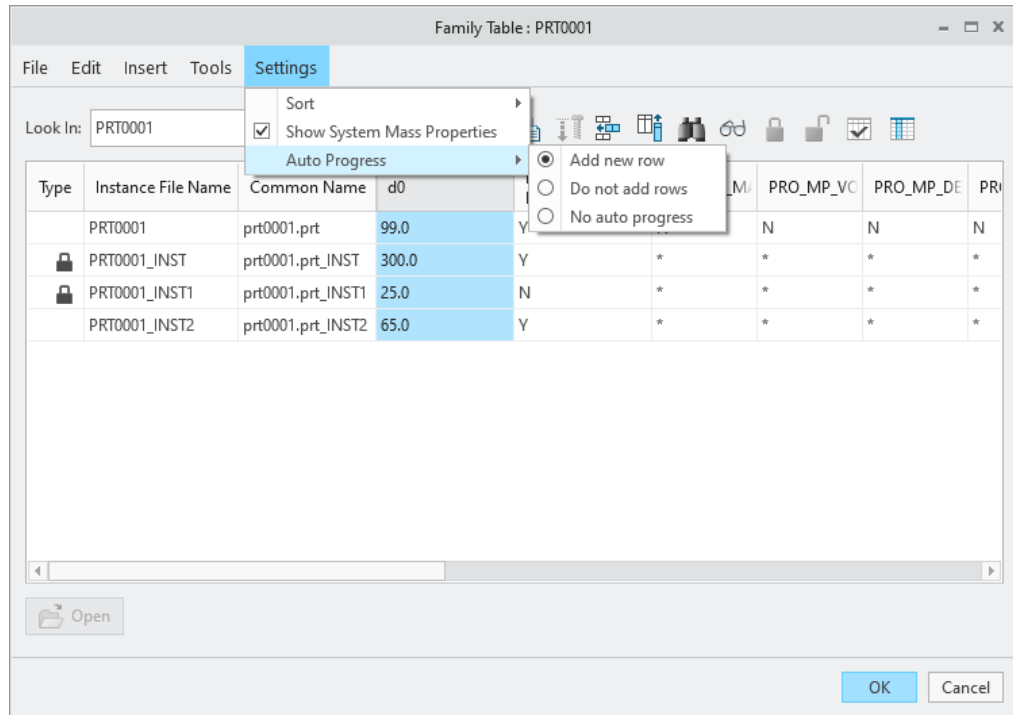 Family Table : PRT0001
File Edit Insert Tools Settings
Look In: PRT0001
Sort
Show System Mass Properties
Auto Progress
Add new row
Do not add rows
No auto progress
Type Instance File Name Common Name d0 PRO_MP_VO PRO_MP_DE
PRT0001 prt0001.prt 99.0 Y N N N
PRT0001_INST prt0001.prt_INST 300.0 Y * * * *
PRT0001_INST1 prt0001.prt_INST1 25.0 N * * * *
PRT0001_INST2 prt0001.prt_INST2 65.0 Y * * * *
Open
OK Cancel